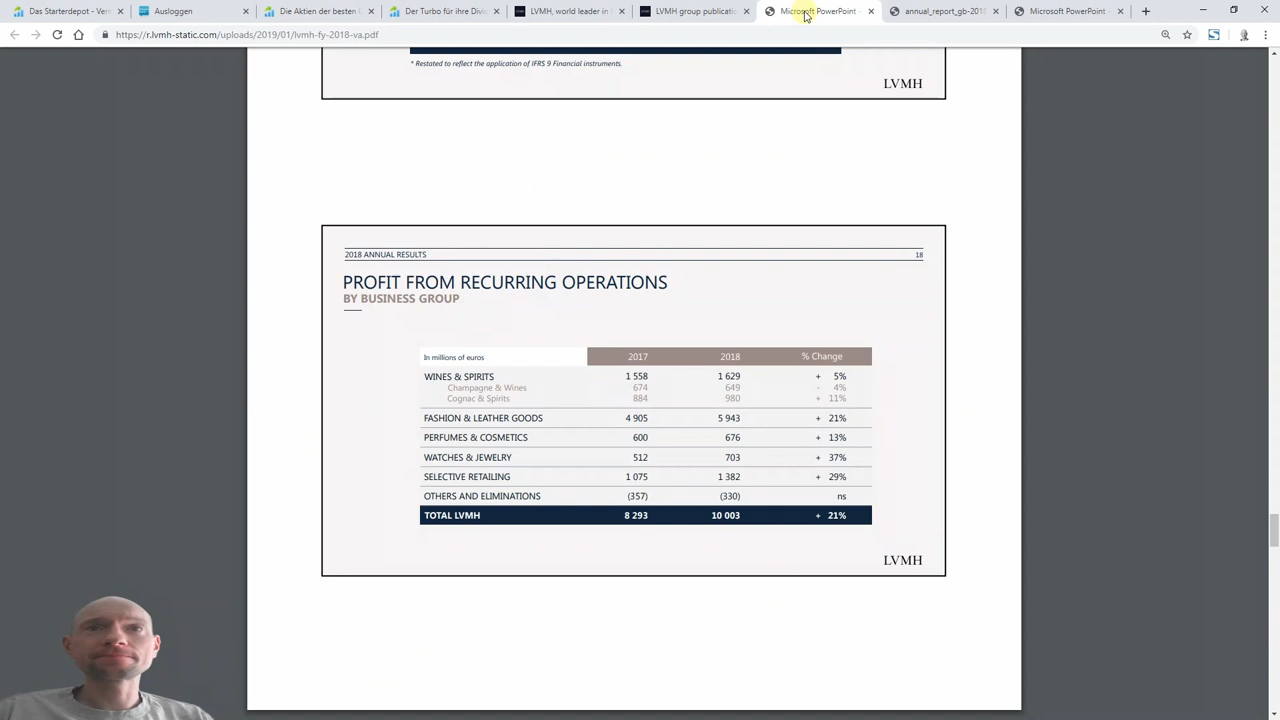 Das Starterdepot - Ver
Ausloggen
Die Aktien der besten
Der Turbo für ihre Divi
LVMH, world leader in
LVMH group publicatio
Microsoft PowerPoint -
annual_report_gb-2018
Microsoft PowerPoint -
https://r.lvmh-static.com/uploads/2019/01/lvmh-fy-2018-va.pdf
* Restated to reflect the application of IFRS 9 Financial instruments.
LVMH
2018 ANNUAL RESULTS 18
PROFIT FROM RECURRING OPERATIONS
BY BUSINESS GROUP
In millions of euros 2017 2018 % Change
WINES & SPIRITS 1 558 1 629 + 5%
Champagne & Wines 674 649 - 4%
Cognac & Spirits 884 980 + 11%
FASHION & LEATHER GOODS 4 905 5 943 + 21%
PERFUMES & COSMETICS 600 676 + 13%
WATCHES & JEWELRY 512 703 + 37%
SELECTIVE RETAILING 1 075 1 382 + 29%
OTHERS AND ELIMINATIONS (357) (330) ns
TOTAL LVMH 8 293 10 003 + 21%
LVMH